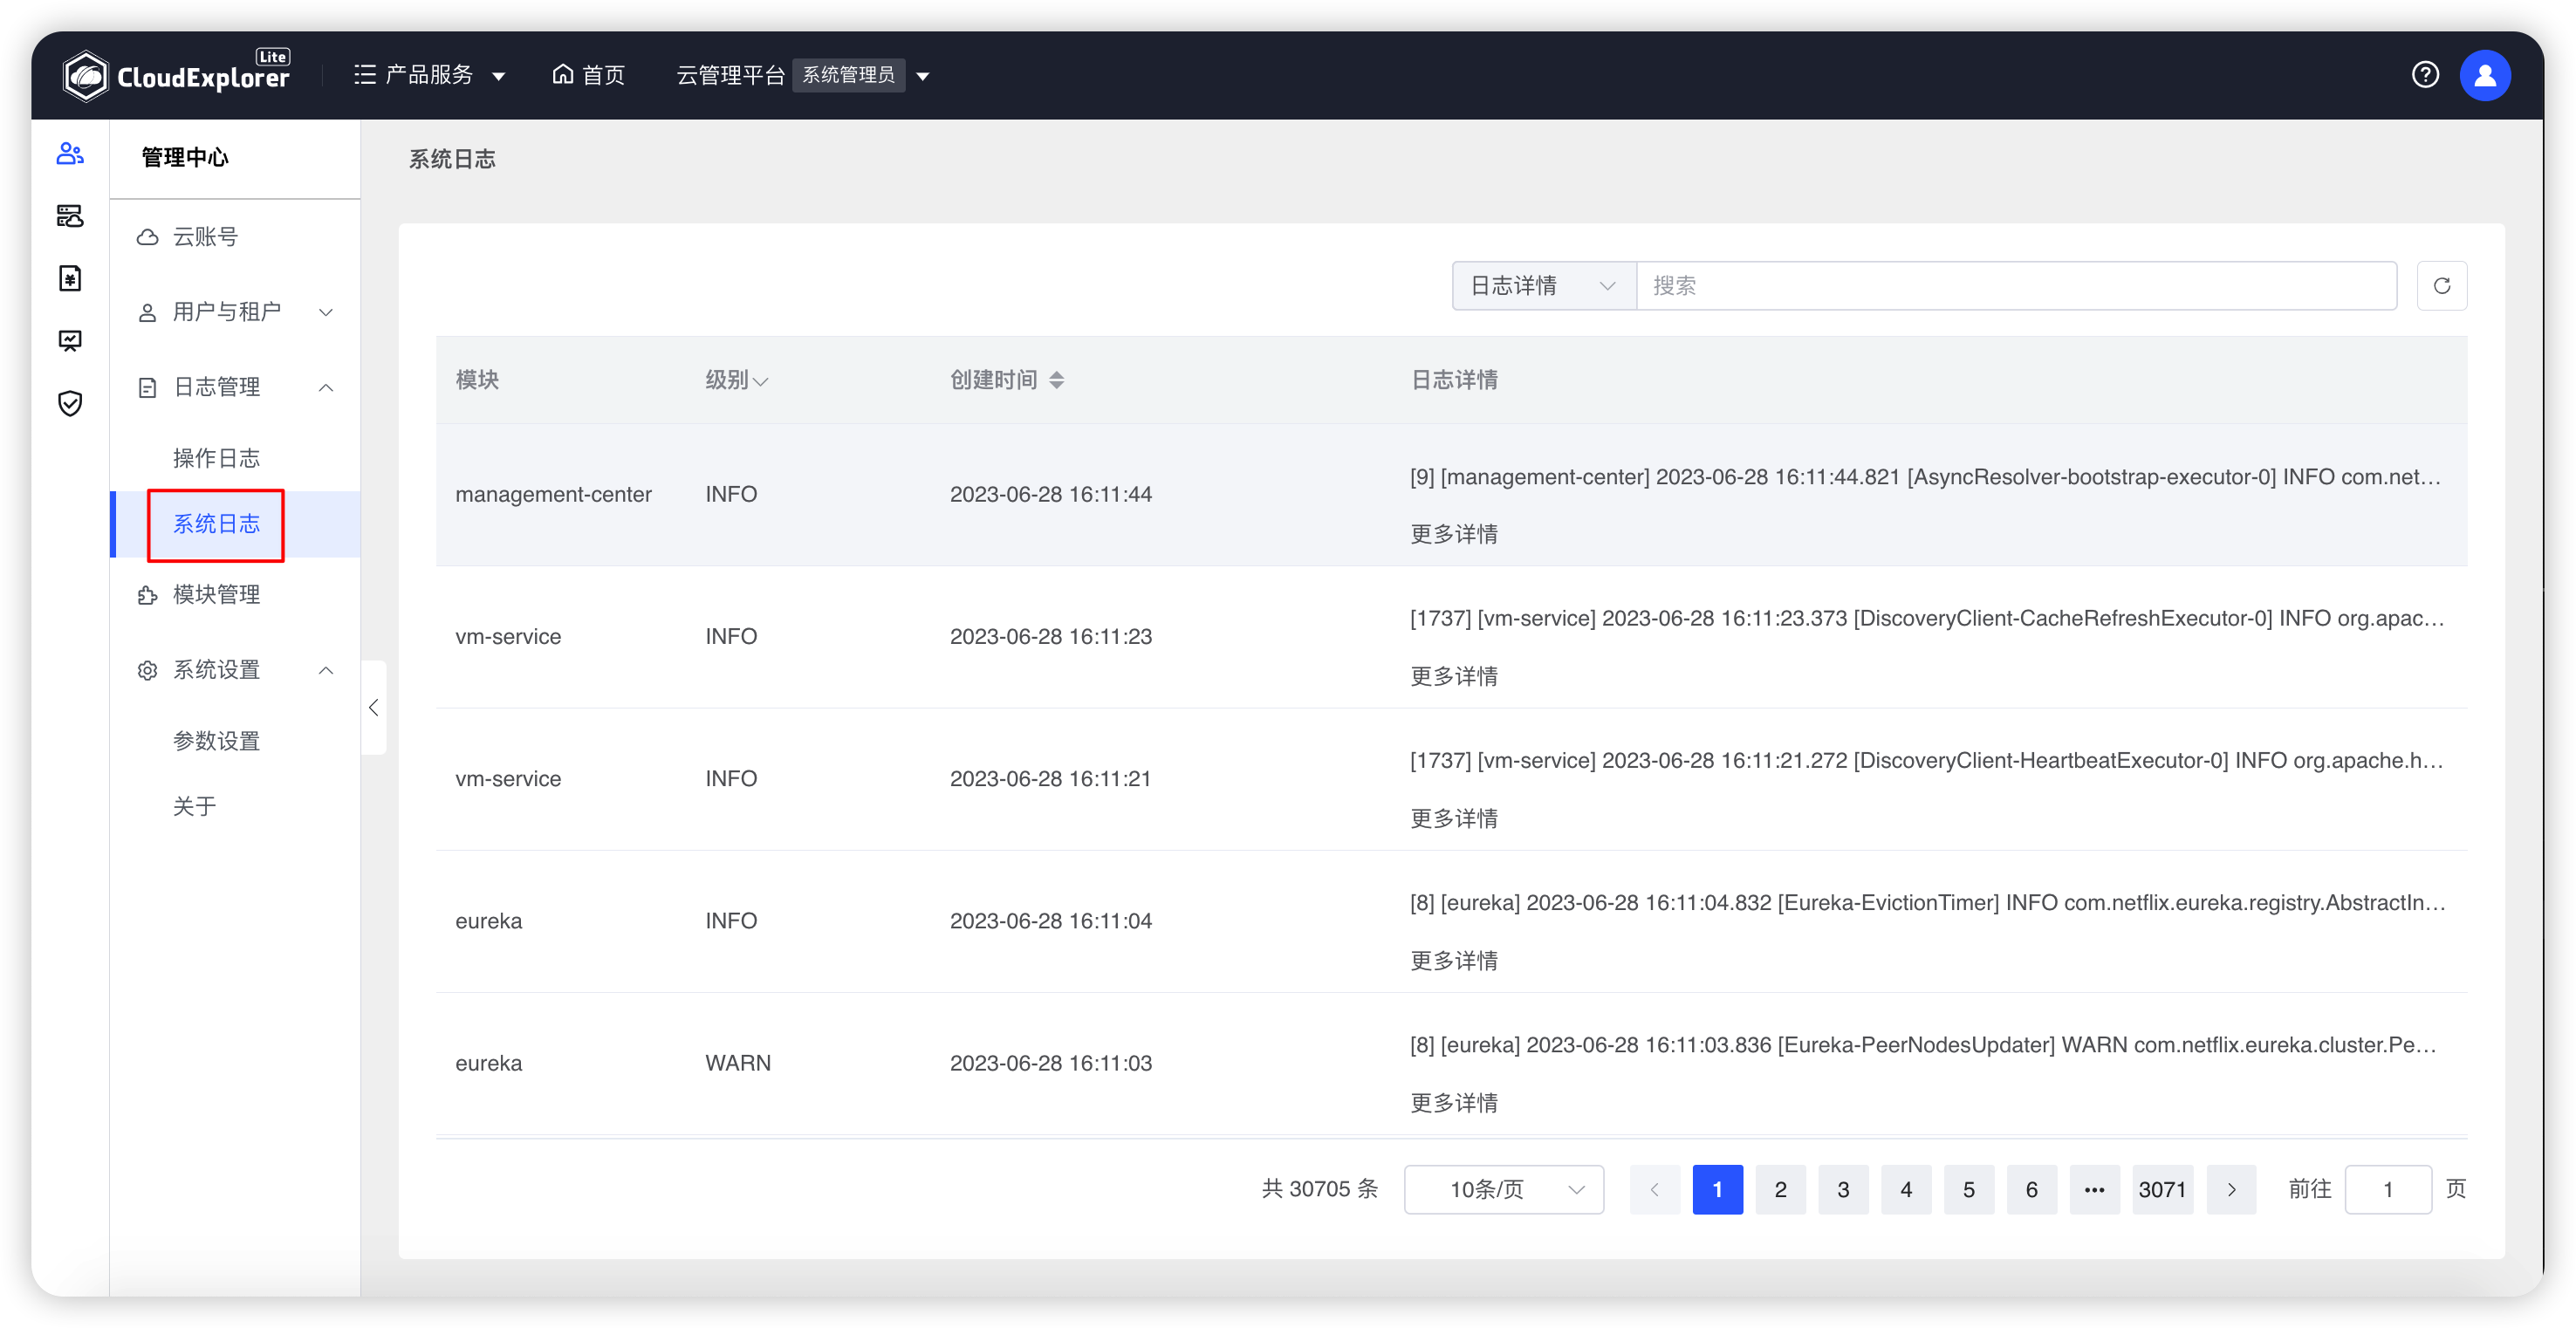 CloudExplorer Lite
产品服务
首页
云管理平台 系统管理员
管理中心
云账号
用户与租户
日志管理
操作日志
系统日志
模块管理
系统设置
参数设置
关于
系统日志
日志详情 搜索
模块 级别 创建时间 日志详情
management-center INFO 2023-06-28 16:11:44 [9] [management-center] 2023-06-28 16:11:44.821 [AsyncResolver-bootstrap-executor-0] INFO com.net...
更多详情
vm-service INFO 2023-06-28 16:11:23 [1737] [vm-service] 2023-06-28 16:11:23.373 [DiscoveryClient-CacheRefreshExecutor-0] INFO org.apac...
更多详情
vm-service INFO 2023-06-28 16:11:21 [1737] [vm-service] 2023-06-28 16:11:21.272 [DiscoveryClient-HeartbeatExecutor-0] INFO org.apache.h...
更多详情
eureka INFO 2023-06-28 16:11:04 [8] [eureka] 2023-06-28 16:11:04.832 [Eureka-EvictionTimer] INFO com.netflix.eureka.registry.AbstractIn...
更多详情
eureka WARN 2023-06-28 16:11:03 [8] [eureka] 2023-06-28 16:11:03.836 [Eureka-PeerNodesUpdater] WARN com.netflix.eureka.cluster.Pe...
更多详情
共 30705 条 10条/页 1 2 3 4 5 6 ••• 3071 前往 1 页